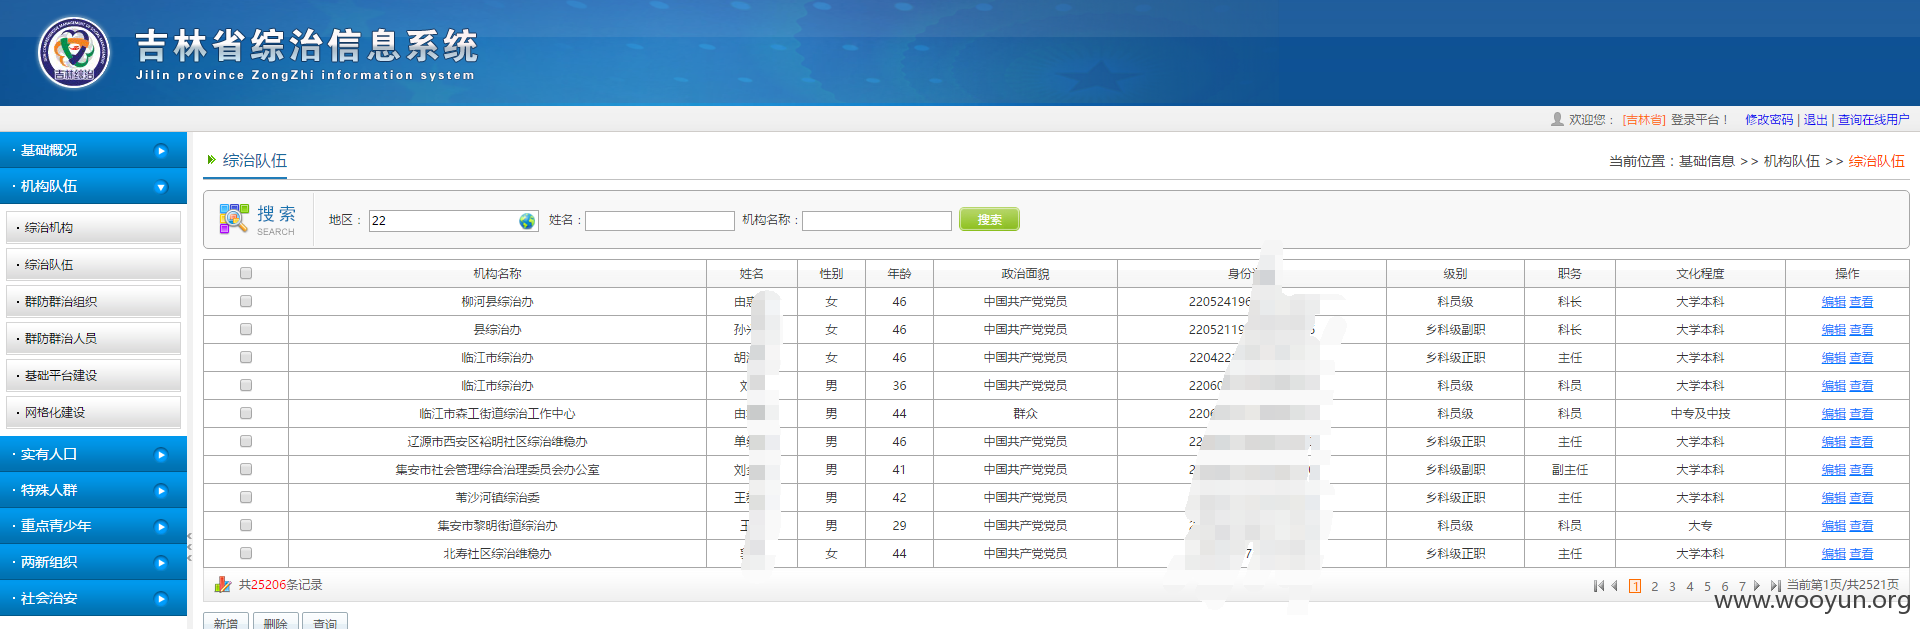 吉林省综治信息系统
Jilin province ZongZhi information system
吉林综治
欢迎您： [吉林省] 登录平台！ 修改密码 | 退出 | 查询在线用户
· 基础概况
· 机构队伍
· 综治机构
· 综治队伍
· 群防群治组织
· 群防群治人员
· 基础平台建设
· 网格化建设
· 实有人口
· 特殊人群
· 重点青少年
· 两新组织
· 社会治安
综治队伍
当前位置：基础信息 >> 机构队伍 >> 综治队伍
搜 索
SEARCH
地区： 22 姓名： 机构名称： 搜索
机构名称 姓名 性别 年龄 政治面貌 身份 级别 职务 文化程度 操作
柳河县综治办 由 女 46 中国共产党党员 22052419 科员级 科长 大学本科 编辑 查看
县综治办 孙 女 46 中国共产党党员 2205211 乡科级副职 科长 大学本科 编辑 查看
临江市综治办 胡 女 46 中国共产党党员 22042 乡科级正职 主任 大学本科 编辑 查看
临江市综治办 刘 男 36 中国共产党党员 2206 科员级 科员 大学本科 编辑 查看
临江市森工街道综治工作中心 由 男 44 群众 220 科员级 科员 中专及中技 编辑 查看
辽源市西安区裕明社区综治维稳办 单 男 46 中国共产党党员 22 乡科级正职 主任 大学本科 编辑 查看
集安市社会管理综合治理委员会办公室 刘 男 41 中国共产党党员 2 乡科级副职 副主任 大学本科 编辑 查看
苇沙河镇综治委 王 男 42 中国共产党党员 乡科级正职 主任 大学本科 编辑 查看
集安市黎明街道综治办 王 男 29 中国共产党党员 科员级 科员 大专 编辑 查看
北寿社区综治维稳办 女 44 中国共产党党员 7 乡科级正职 主任 大学本科 编辑 查看
共25206条记录
1 2 3 4 5 6 7 当前第1页/共2521页
新增 删除 查询
www.wooyun.org